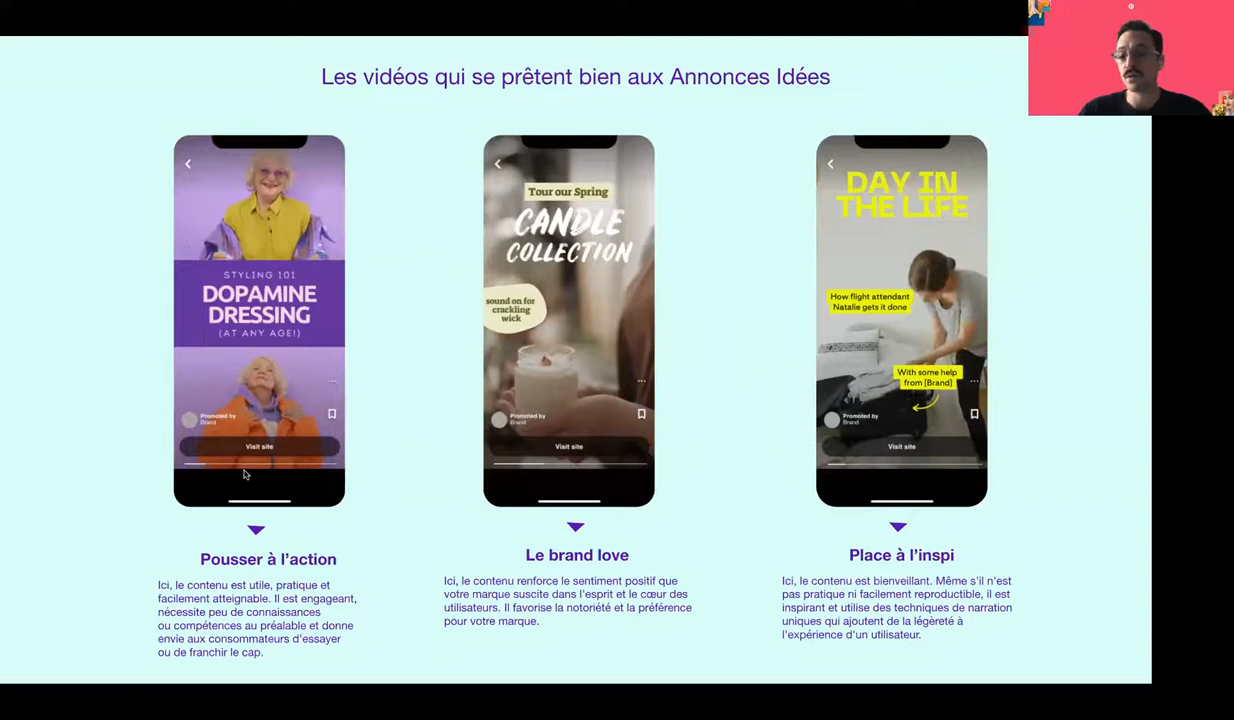 Les vidéos qui se prêtent bien aux Annonces Idées
STYLING 101
DOPAMINE
DRESSING
(AT ANY AGE!)
Promoted by
Brand
Visit site
Tour our Spring
CANDLE
COLLECTION
sound on for
crackling
wick
Promoted by
Brand
Visit site
DAY IN
THE LIFE
How flight attendant
Natalie gets it done
With some help
from [Brand]
Promoted by
Brand
Visit site
Pousser à l'action
Ici, le contenu est utile, pratique et
facilement atteignable. Il est engageant,
nécessite peu de connaissances
ou compétences au préalable et donne
envie aux consommateurs d'essayer
ou de franchir le cap.
Le brand love
Ici, le contenu renforce le sentiment positif que
votre marque suscite dans l'esprit et le cœur des
utilisateurs. Il favorise la notoriété et la préférence
pour votre marque.
Place à l'inspi
Ici, le contenu est bienveillant. Même s'il n'est
pas pratique ni facilement reproductible, il est
inspirant et utilise des techniques de narration
uniques qui ajoutent de la légèreté à
l'expérience d'un utilisateur.